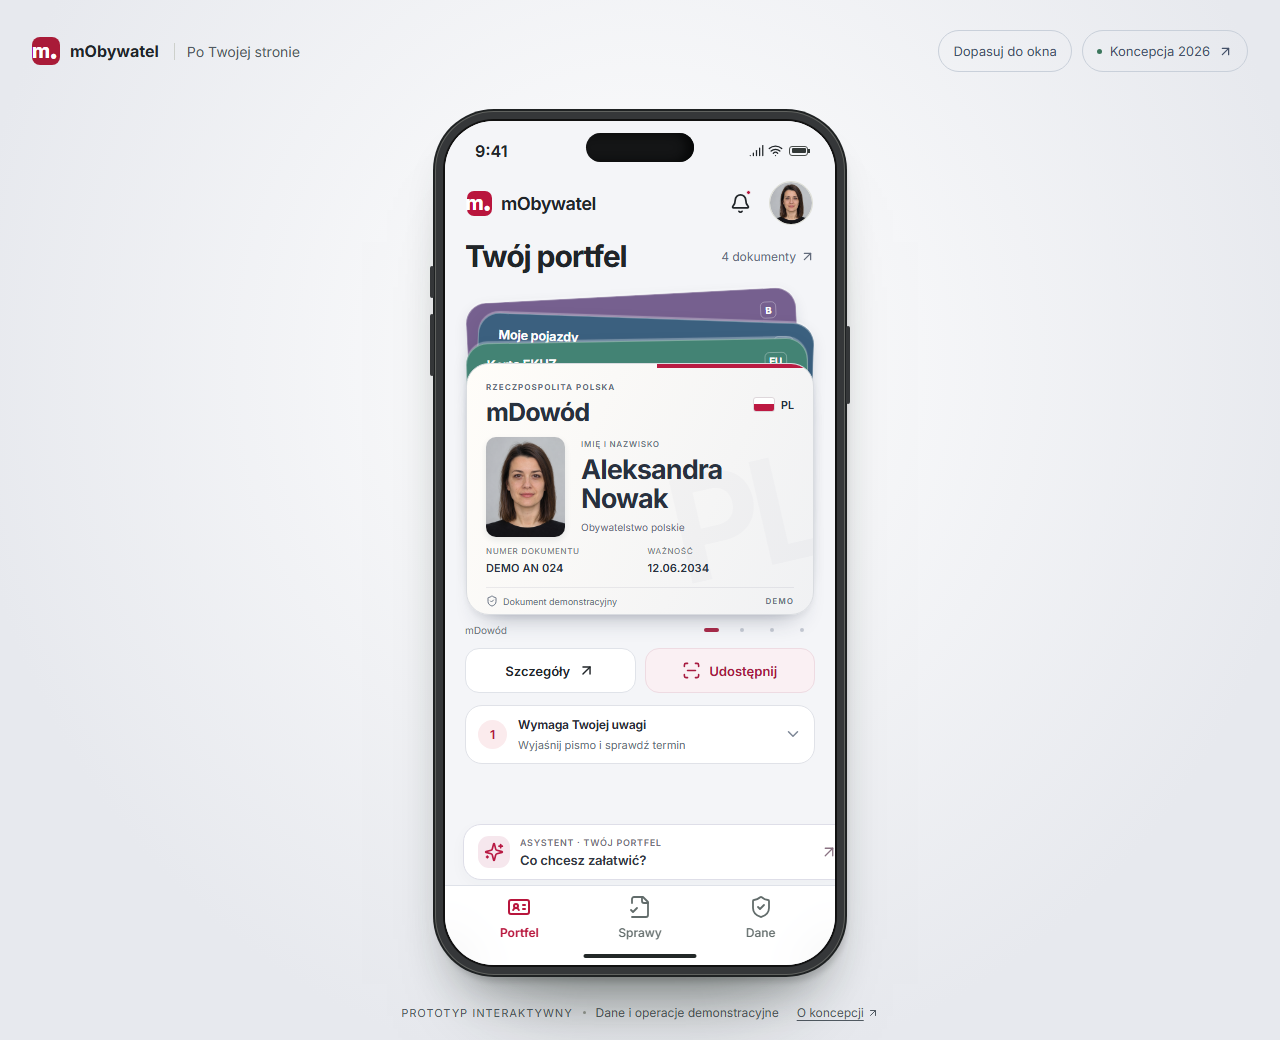 m. mObywatel Po Twojej stronie
Dopasuj do okna
Koncepcja 2026
9:41
m. mObywatel
Twój portfel
4 dokumenty
B
Moje pojazdy
Karta EKUZ
EU
RZECZPOSPOLITA POLSKA
mDowód
PL
IMIĘ I NAZWISKO
Aleksandra
Nowak
Obywatelstwo polskie
PL
NUMER DOKUMENTU
DEMO AN 024
WAŻNOŚĆ
12.06.2034
Dokument demonstracyjny
DEMO
mDowód
Szczegóły
Udostępnij
1
Wymaga Twojej uwagi
Wyjaśnij pismo i sprawdź termin
ASYSTENT · TWÓJ PORTFEL
Co chcesz załatwić?
Portfel
Sprawy
Dane
PROTOTYP INTERAKTYWNY • Dane i operacje demonstracyjne O koncepcji